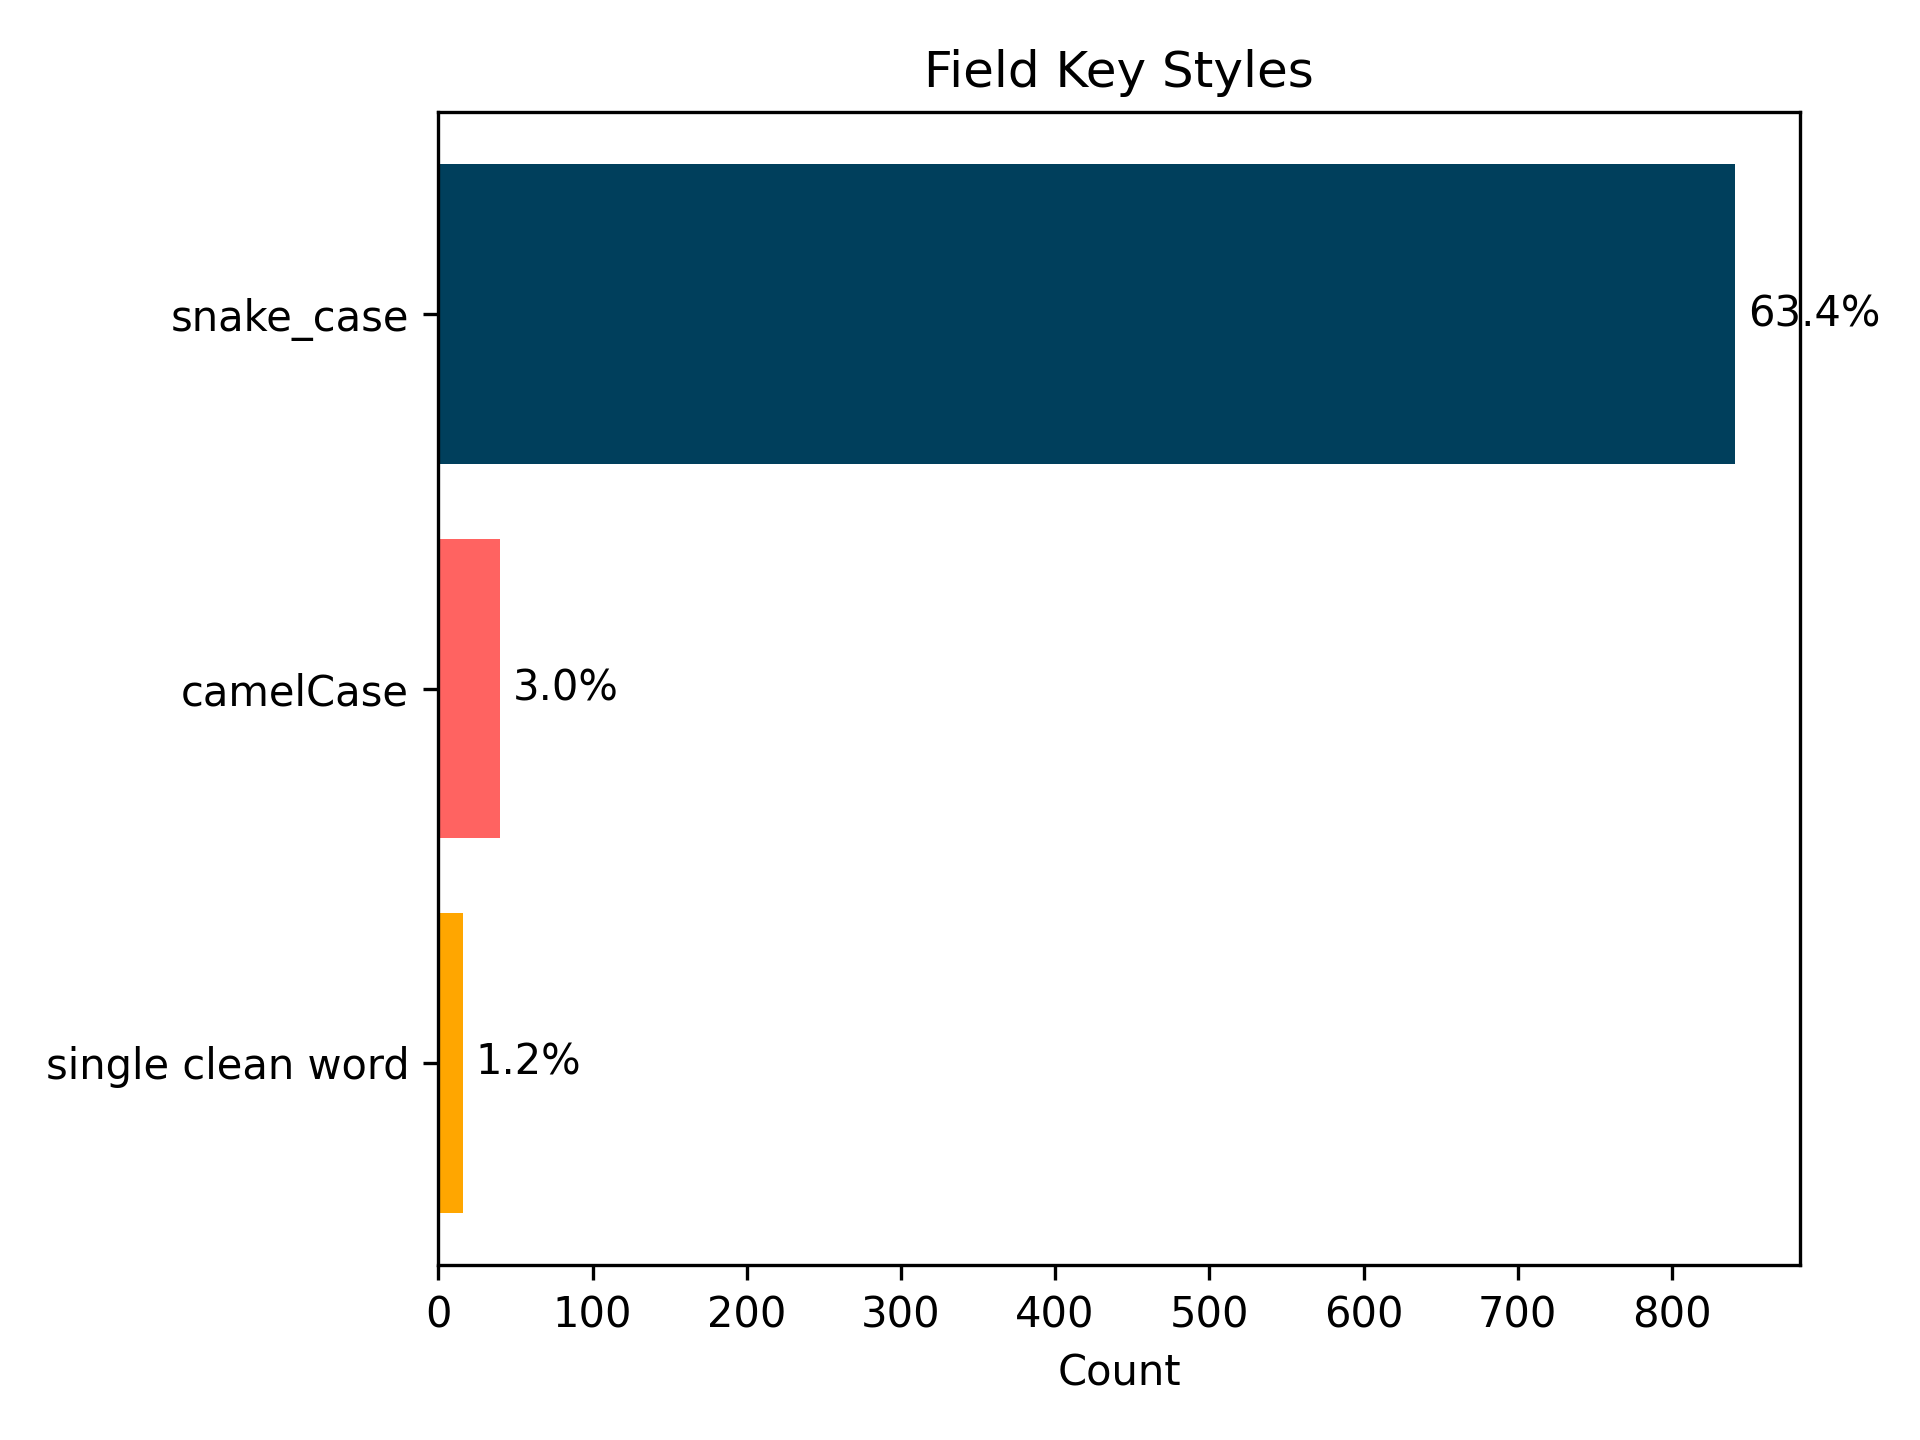 Field Key Styles
snake_case
63.4%
camelCase
3.0%
single clean word
1.2%
0 100 200 300 400 500 600 700 800
Count